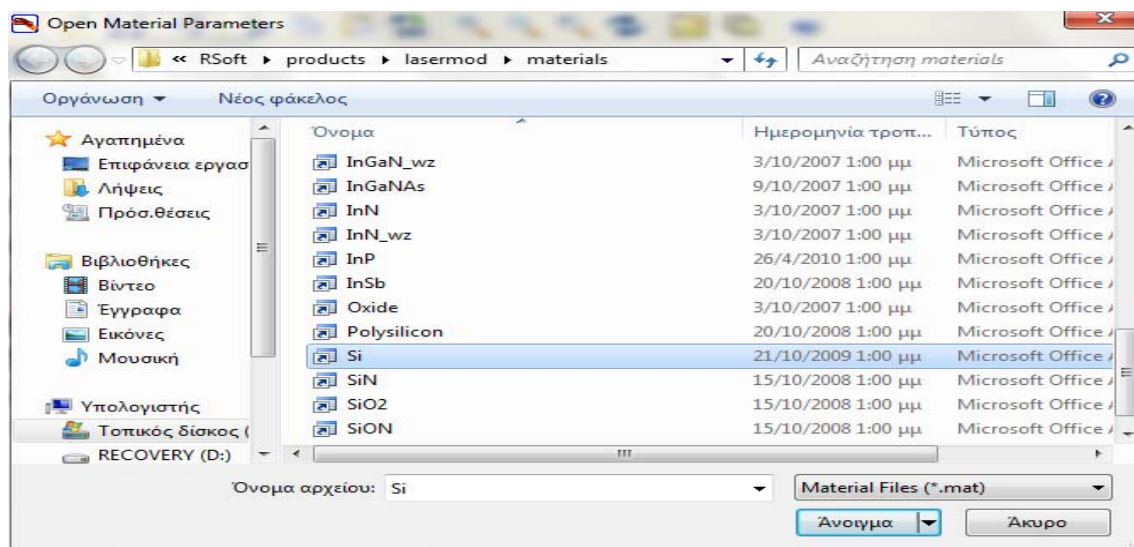 Open Material Parameters
« RSoft ▸ products ▸ lasermod ▸ materials
Αναζήτηση materials
Οργάνωση Νέος φάκελος
Όνομα Ημερομηνία τροπ... Τύπος
Αγαπημένα
Επιφάνεια εργασ
Λήψεις
Πρόσ.θέσεις
Βιβλιοθήκες
Βίντεο
Έγγραφα
Εικόνες
Μουσική
Υπολογιστής
Τοπικός δίσκος (
RECOVERY (D:)
InGaN_wz 3/10/2007 1:00 μμ Microsoft Office
InGaNAs 9/10/2007 1:00 μμ Microsoft Office
InN 3/10/2007 1:00 μμ Microsoft Office
InN_wz 3/10/2007 1:00 μμ Microsoft Office
InP 26/4/2010 1:00 μμ Microsoft Office
InSb 20/10/2008 1:00 μμ Microsoft Office
Oxide 3/10/2007 1:00 μμ Microsoft Office
Polysilicon 20/10/2008 1:00 μμ Microsoft Office
Si 21/10/2009 1:00 μμ Microsoft Office
SiN 15/10/2008 1:00 μμ Microsoft Office
SiO2 15/10/2008 1:00 μμ Microsoft Office
SiON 15/10/2008 1:00 μμ Microsoft Office
Όνομα αρχείου: Si Material Files (*.mat)
Άνοιγμα Άκυρο